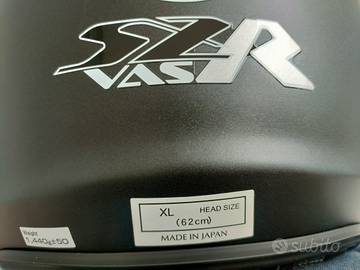 SZ-R
VAS
Weight
1,440g±50
XL HEAD SIZE
(62cm)
MADE IN JAPAN
subito